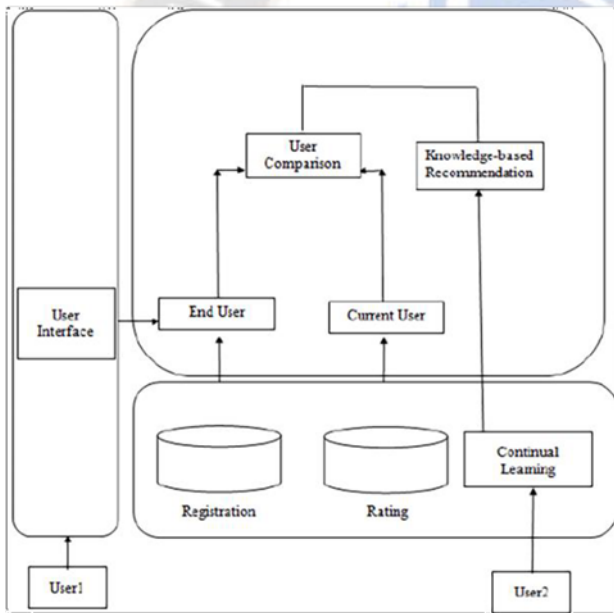 User
Comparison
Knowledge-based
Recommendation
User
Interface
End User
Current User
Continual
Learning
Registration
Rating
User1
User2